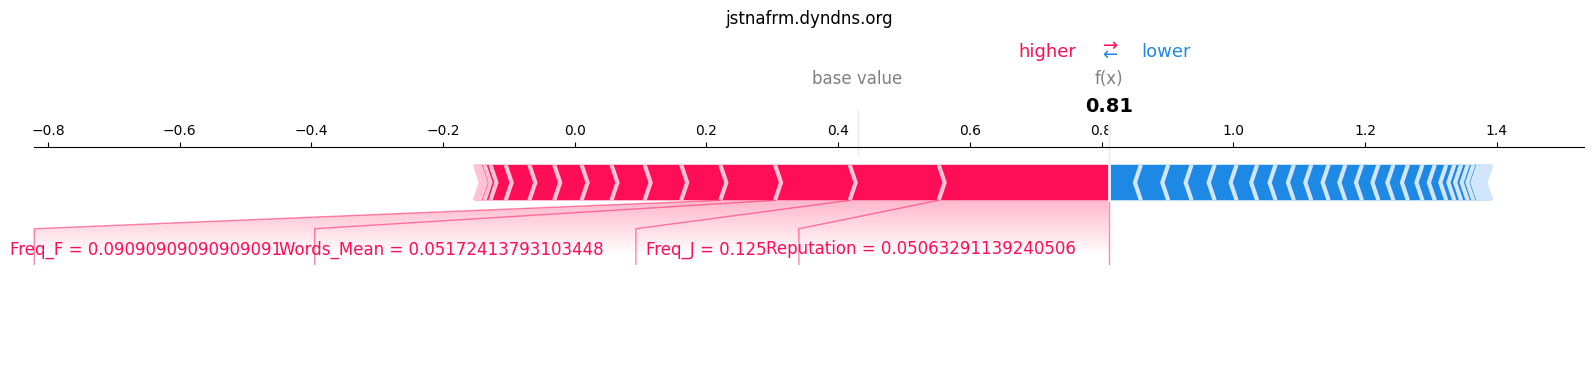 jstnafrm.dyndns.org
higher → ← lower
base value f(x)
0.81
−0.8 −0.6 −0.4 −0.2 0.0 0.2 0.4 0.6 0.8 1.0 1.2 1.4
Freq_F = 0.09090909090909091 Words_Mean = 0.05172413793103448 Freq_J = 0.125 Reputation = 0.05063291139240506